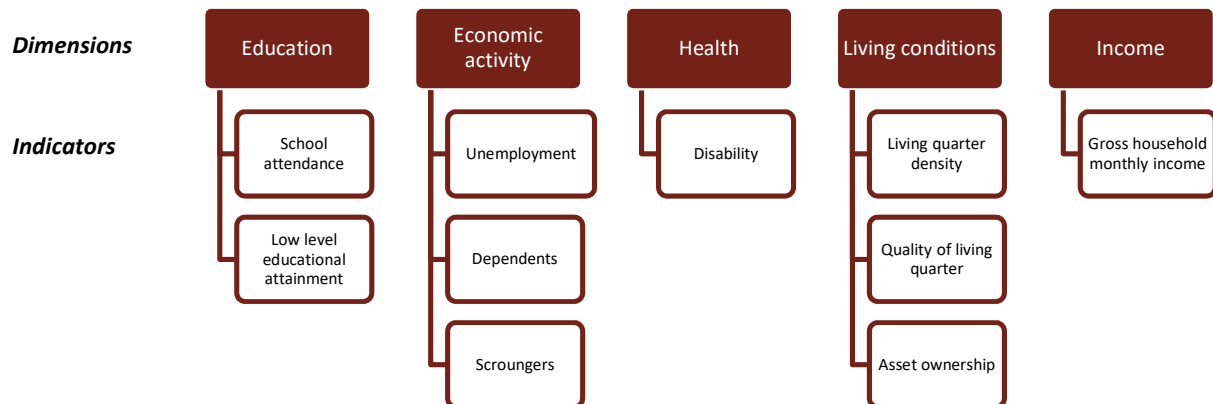 Dimensions
Education
Economic
activity
Health
Living conditions
Income
Indicators
School
attendance
Unemployment
Disability
Living quarter
density
Gross household
monthly income
Low level
educational
attainment
Dependents
Quality of living
quarter
Scroungers
Asset ownership